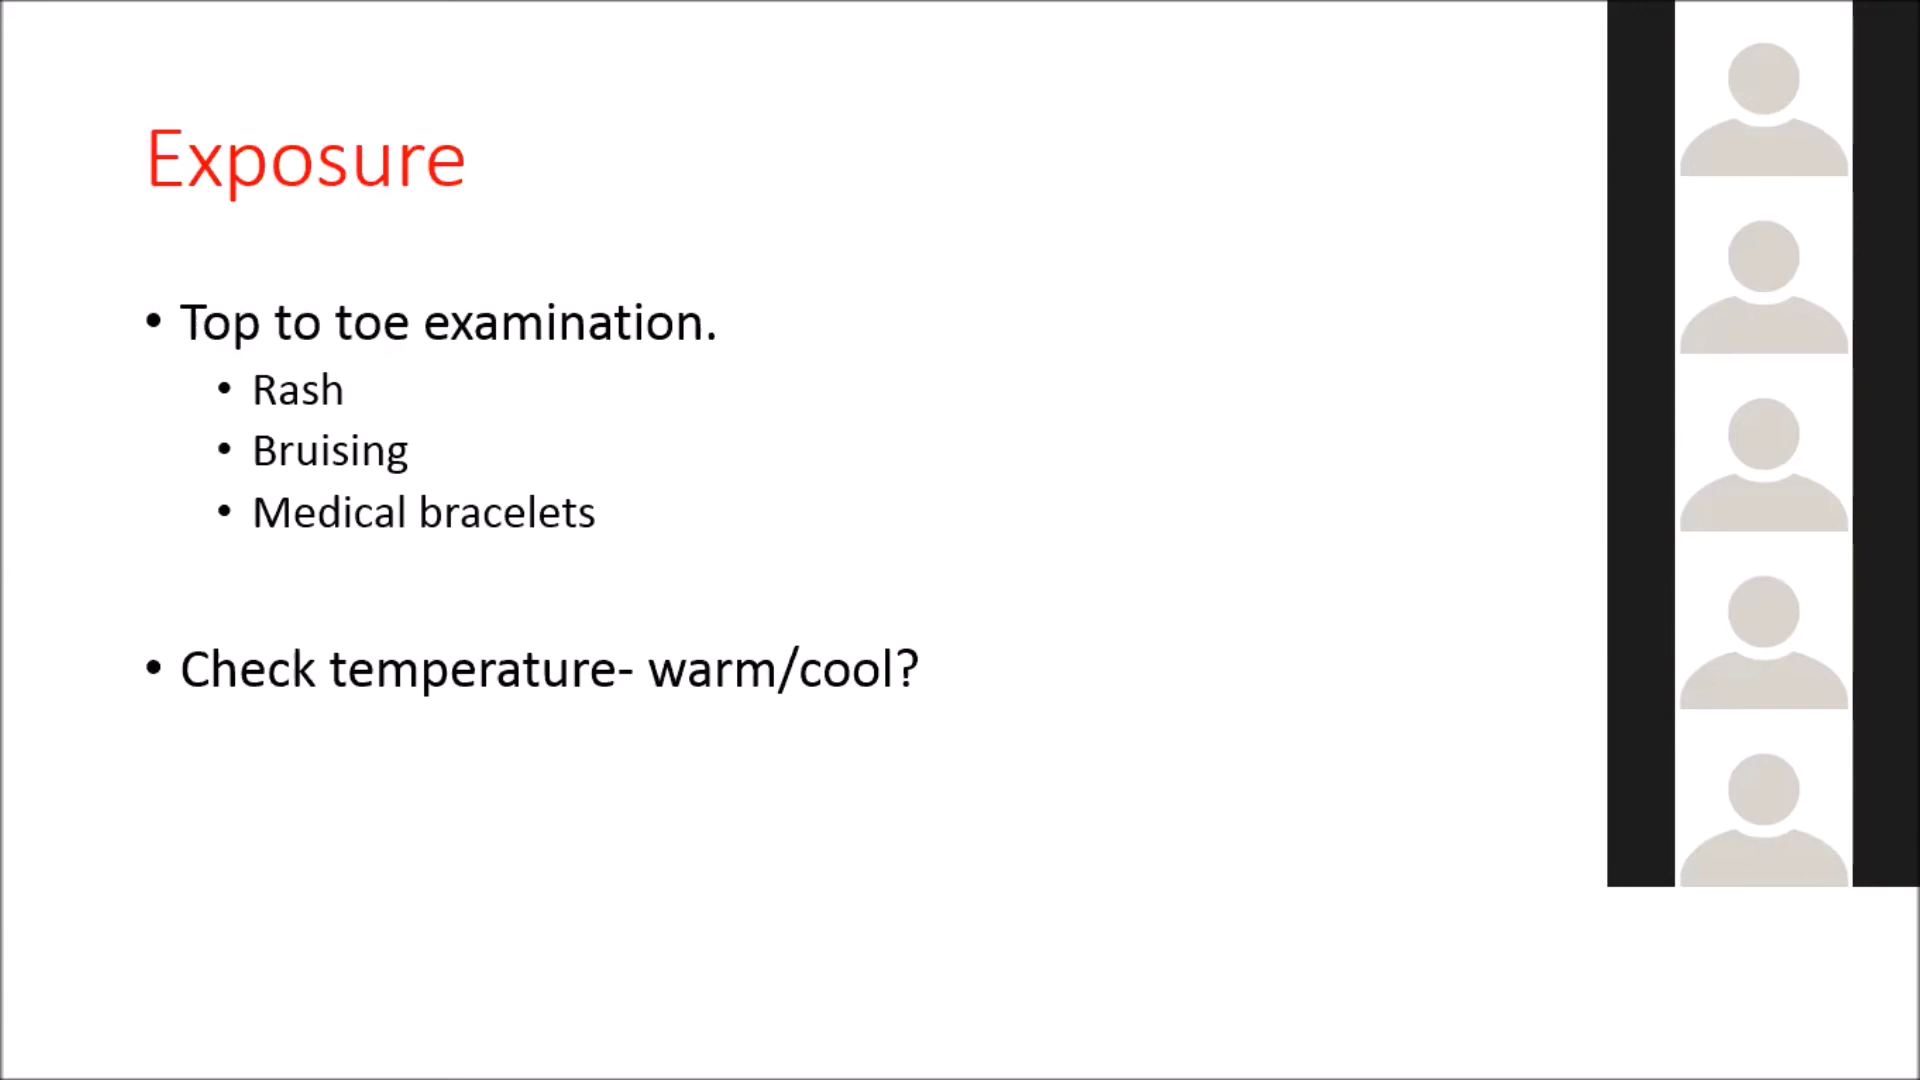 Exposure
• Top to toe examination.
• Rash
• Bruising
• Medical bracelets
• Check temperature- warm/cool?